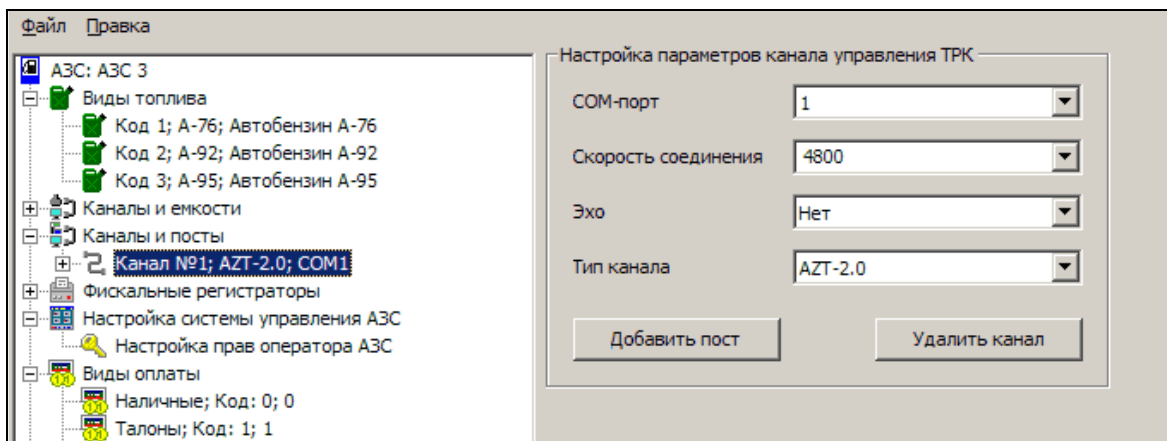 Файл Правка
АЗС: АЗС 3
Виды топлива
Код 1; А-76; Автобензин А-76
Код 2; А-92; Автобензин А-92
Код 3; А-95; Автобензин А-95
Каналы и емкости
Каналы и посты
Канал №1; AZT-2.0; COM1
Фискальные регистраторы
Настройка системы управления АЗС
Настройка прав оператора АЗС
Виды оплаты
Наличные; Код: 0; 0
Талоны; Код: 1; 1
Настройка параметров канала управления ТРК
COM-порт 1
Скорость соединения 4800
Эхо Нет
Тип канала AZT-2.0
Добавить пост Удалить канал